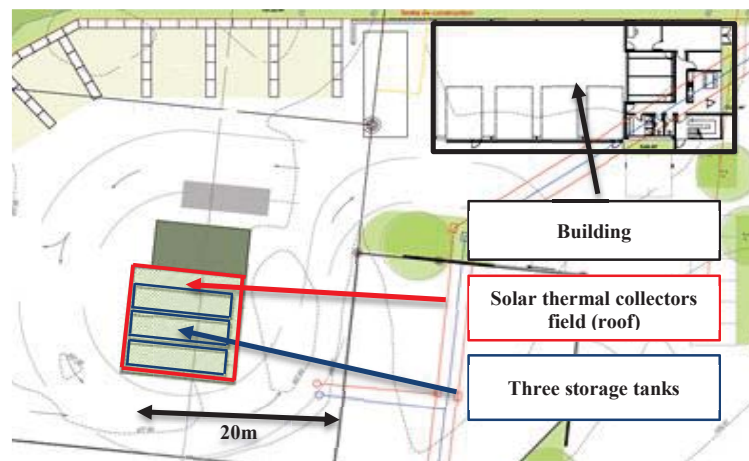 Building
Solar thermal collectors
field (roof)
Three storage tanks
20m